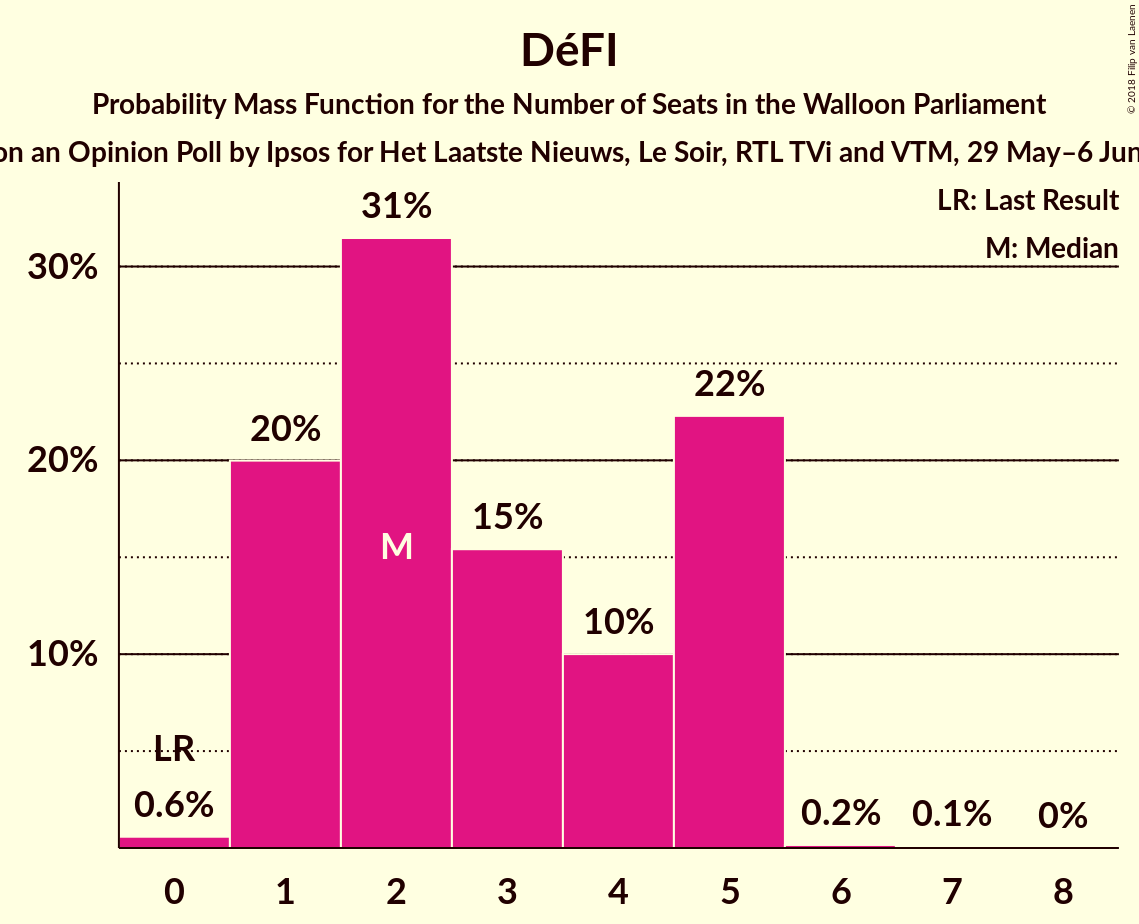 DéFI
Probability Mass Function for the Number of Seats in the Walloon Parliament
on an Opinion Poll by Ipsos for Het Laatste Nieuws, Le Soir, RTL TVi and VTM, 29 May–6 Jun
© 2018 Filip van Laenen
LR: Last Result
M: Median
30%
20%
10%
LR
0.6%
20%
31%
M
15%
10%
22%
0.2%
0.1%
0%
0 1 2 3 4 5 6 7 8